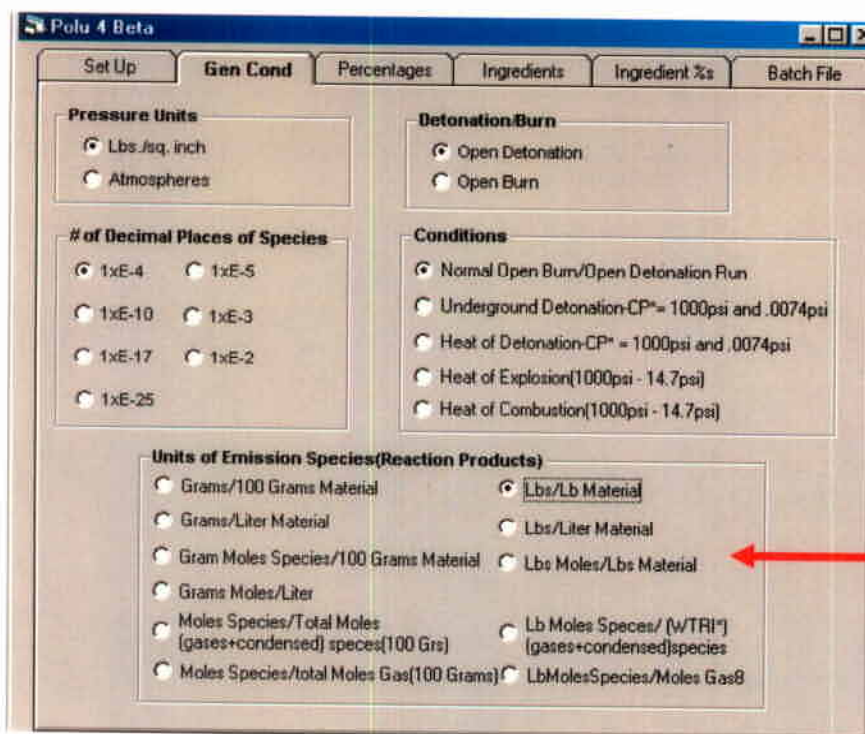 Polu 4 Beta
Set Up Gen Cond Percentages Ingredients Ingredient %s Batch File
Pressure Units
Lbs./sq. inch
Atmospheres
Detonation/Burn
Open Detonation
Open Burn
# of Decimal Places of Species
1xE-4 1xE-5
1xE-10 1xE-3
1xE-17 1xE-2
1xE-25
Conditions
Normal Open Burn/Open Detonation Run
Underground Detonation-CP*= 1000psi and .0074psi
Heat of Detonation-CP* = 1000psi and .0074psi
Heat of Explosion(1000psi - 14.7psi)
Heat of Combustion(1000psi - 14.7psi)
Units of Emission Species(Reaction Products)
Grams/100 Grams Material
Grams/Liter Material
Gram Moles Species/100 Grams Material
Grams Moles/Liter
Moles Species/Total Moles
(gases+condensed) speces(100 Grs)
Moles Species/total Moles Gas(100 Grams)
Lbs/Lb Material
Lbs/Liter Material
Lbs Moles/Lbs Material
Lb Moles Speces/ (WTRI*)
(gases+condensed)species
LbMolesSpecies/Moles Gas8